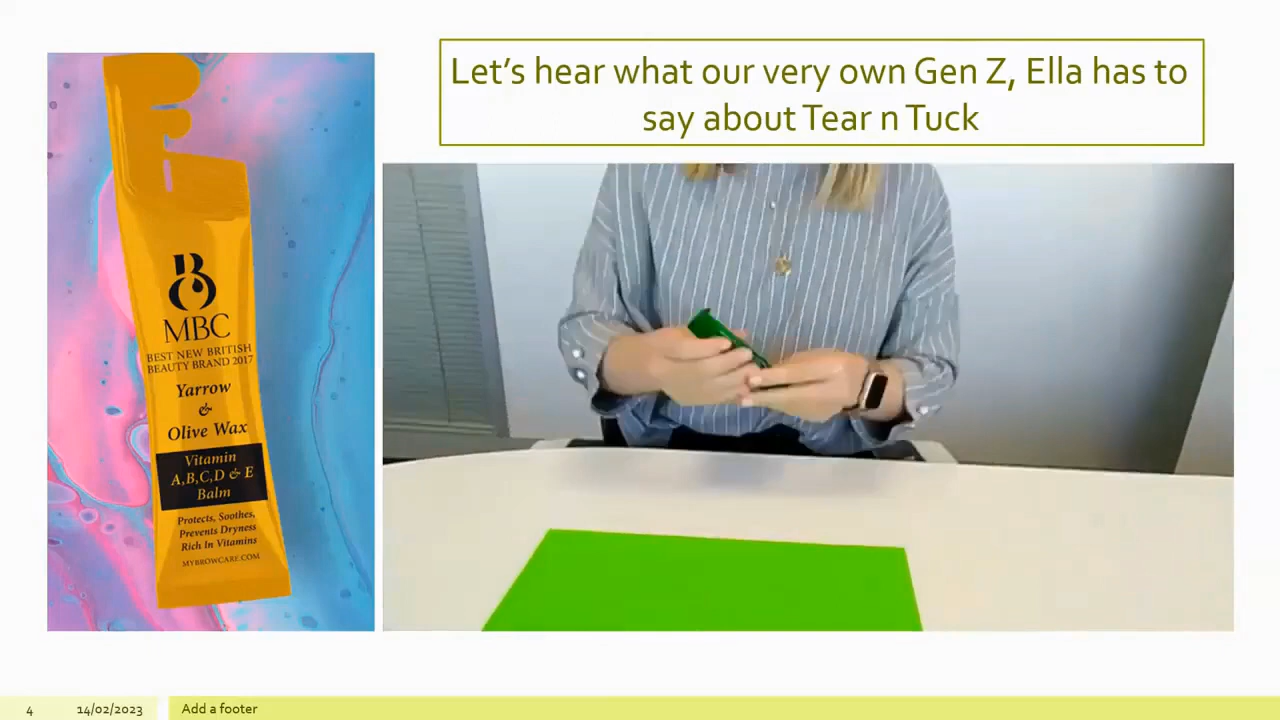 Let's hear what our very own Gen Z, Ella has to
say about Tear n Tuck
MBC
BEST NEW BRITISH
BEAUTY BRAND 2017
Yarrow
&
Olive Wax
Vitamin
A,B,C,D & E
Balm
Protects, Soothes,
Prevents Dryness
Rich In Vitamins
MYBROWCARE.COM
4 14/02/2023 Add a footer